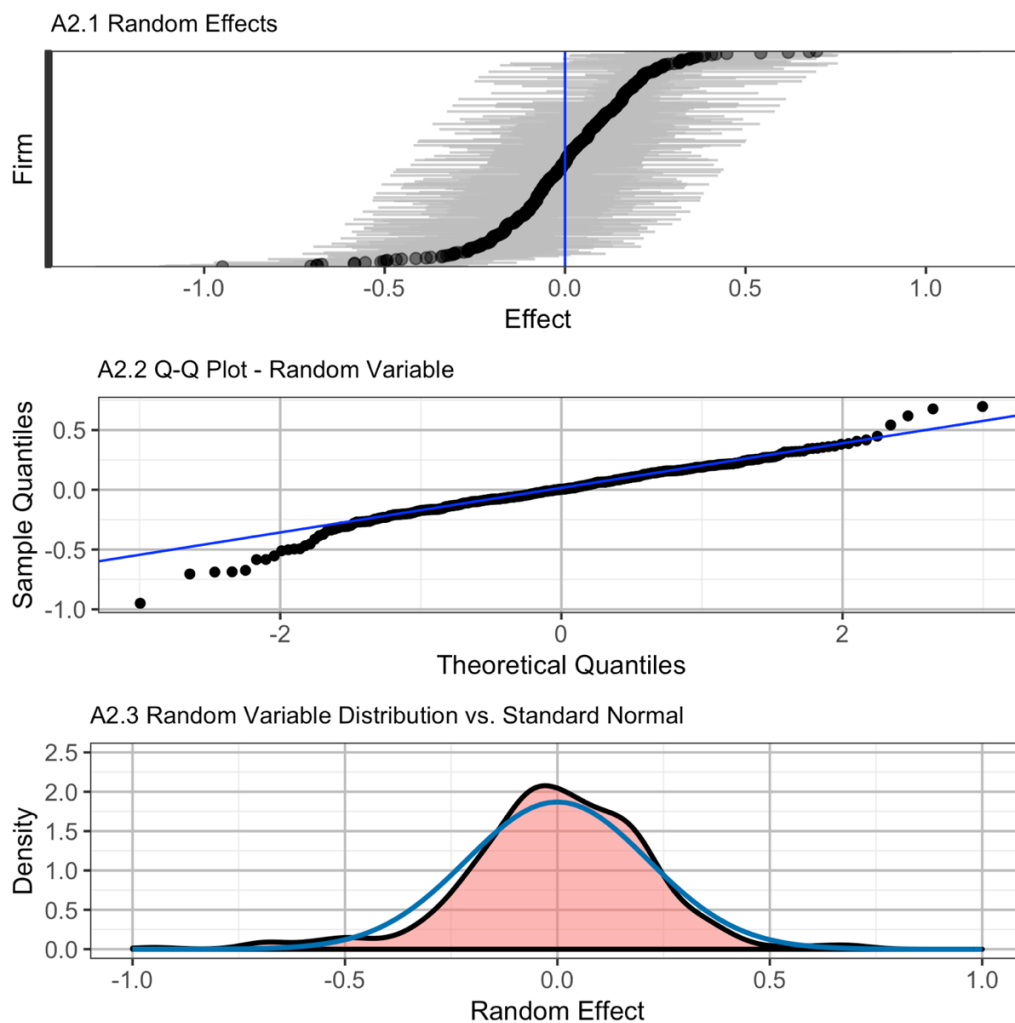 A2.1 Random Effects
Firm
-1.0 -0.5 0.0 0.5 1.0
Effect
A2.2 Q-Q Plot - Random Variable
Sample Quantiles
0.5
0.0
-0.5
-1.0
-2 0 2
Theoretical Quantiles
A2.3 Random Variable Distribution vs. Standard Normal
Density
2.5
2.0
1.5
1.0
0.5
0.0
-1.0 -0.5 0.0 0.5 1.0
Random Effect